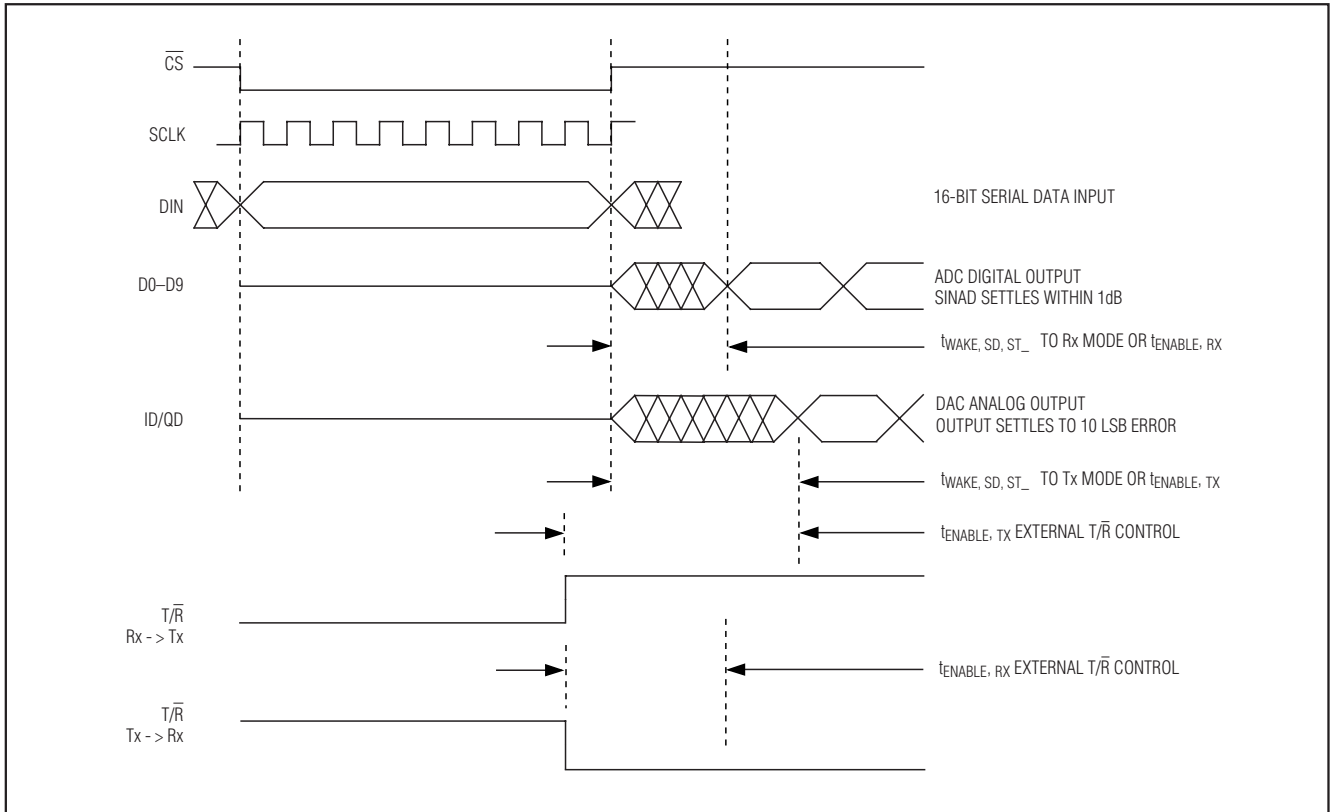 C̅S̅
SCLK
DIN
16-BIT SERIAL DATA INPUT
D0–D9
ADC DIGITAL OUTPUT
SINAD SETTLES WITHIN 1dB
tWAKE, SD, ST_ TO Rx MODE OR tENABLE, RX
ID/QD
DAC ANALOG OUTPUT
OUTPUT SETTLES TO 10 LSB ERROR
tWAKE, SD, ST_ TO Tx MODE OR tENABLE, TX
tENABLE, TX EXTERNAL T/R̅ CONTROL
T/R̅
Rx - > Tx
tENABLE, RX EXTERNAL T/R̅ CONTROL
T/R̅
Tx - > Rx